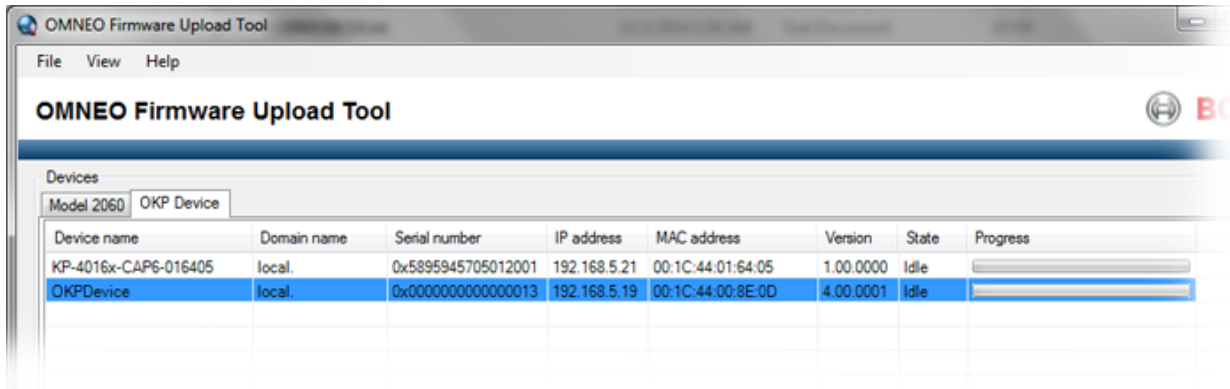 OMNEO Firmware Upload Tool
File View Help
OMNEO Firmware Upload Tool
Devices
Model 2060 OKP Device
Device name Domain name Serial number IP address MAC address Version State Progress
KP-4016x-CAP6-016405 local. 0x5895945705012001 192.168.5.21 00:1C:44:01:64:05 1.00.0000 Idle
OKPDevice local. 0x0000000000000013 192.168.5.19 00:1C:44:00:8E:0D 4.00.0001 Idle